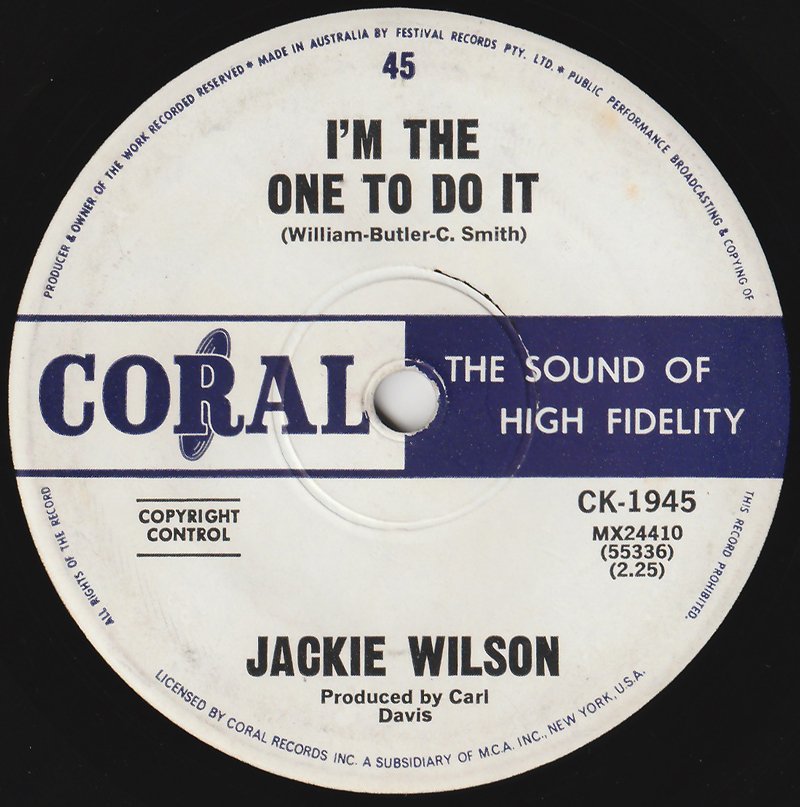 PRODUCER & OWNER OF THE WORK RECORDED RESERVED * MADE IN AUSTRALIA BY FESTIVAL RECORDS PTY. LTD. * PUBLIC PERFORMANCE BROADCASTING & COPYING OF
45
I'M THE
ONE TO DO IT
(William-Butler-C. Smith)
CORAL
THE SOUND OF
HIGH FIDELITY
COPYRIGHT
CONTROL
CK-1945
MX24410
(55336)
(2.25)
ALL RIGHTS OF THE RECORD
THIS RECORD PROHIBITED.
JACKIE WILSON
Produced by Carl
Davis
LICENSED BY CORAL RECORDS INC. A SUBSIDIARY OF M.C.A. INC., NEW YORK, U.S.A.